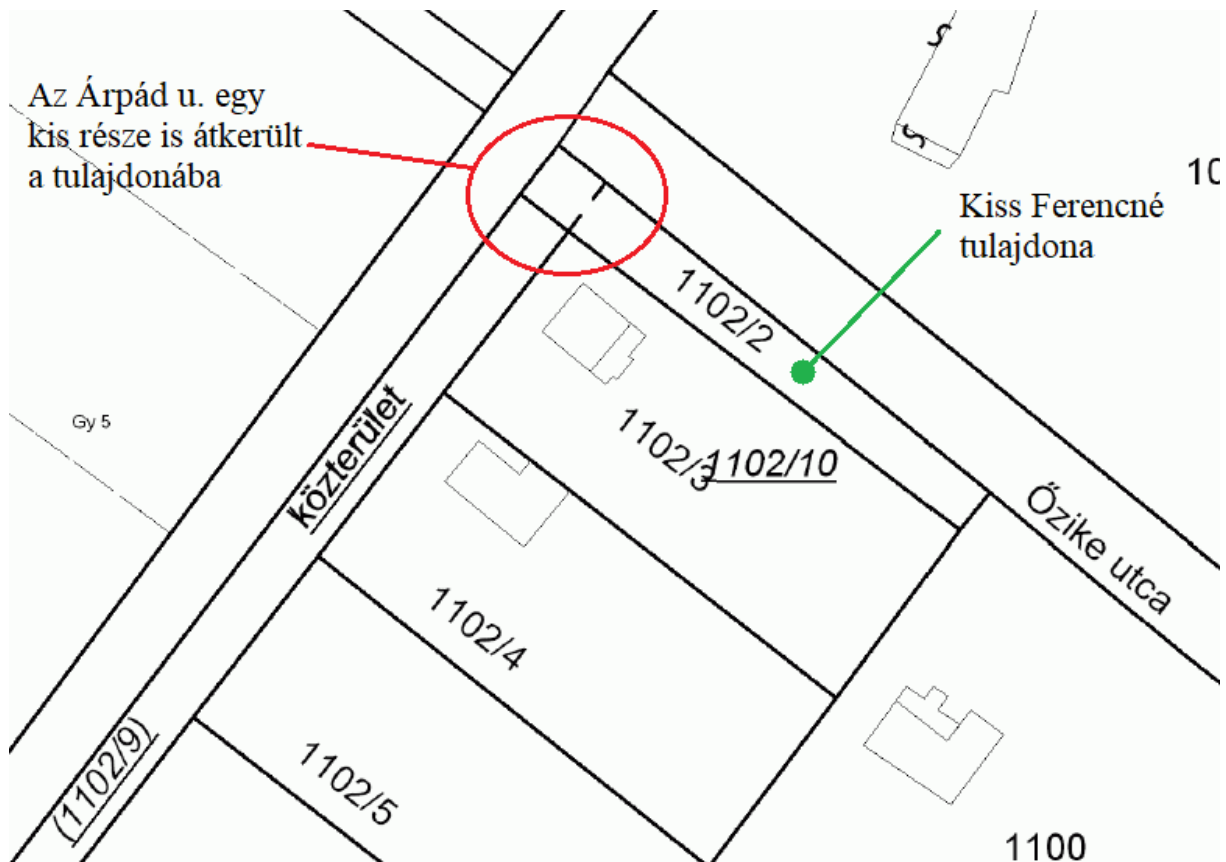 Az Árpád u. egy
kis része is átkerült
a tulajdonába
S
S
10
Kiss Ferencné
tulajdona
1102/2
Gy 5
közterület
1102/3
1102/10
Őzike utca
1102/4
(1102/9)
1102/5
1100